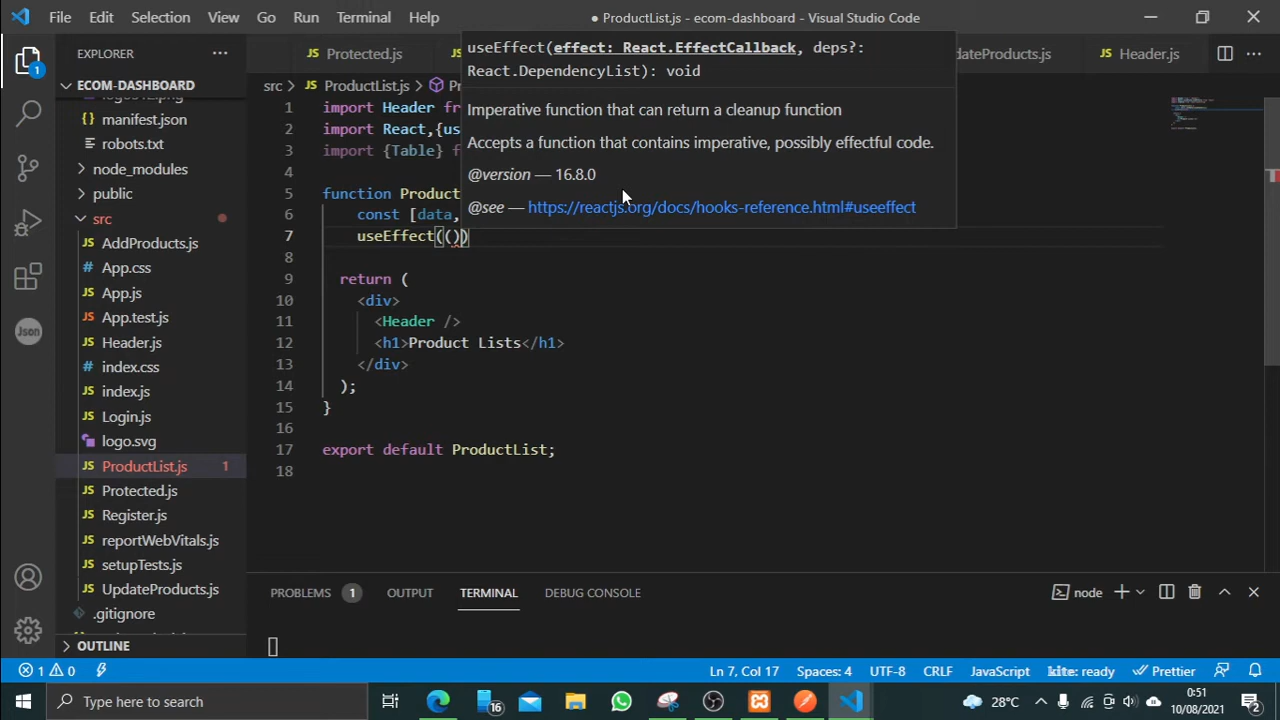 File Edit Selection View Go Run Terminal Help
● ProductList.js - ecom-dashboard - Visual Studio Code
EXPLORER
Protected.js
dateProducts.js
Header.js
useEffect(effect: React.EffectCallback, deps?:
React.DependencyList): void
Imperative function that can return a cleanup function
Accepts a function that contains imperative, possibly effectful code.
@version — 16.8.0
@see — https://reactjs.org/docs/hooks-reference.html#useeffect
1
ECOM-DASHBOARD
manifest.json
robots.txt
node_modules
public
src
AddProducts.js
App.css
App.js
App.test.js
Header.js
index.css
index.js
Login.js
logo.svg
ProductList.js 1
Protected.js
Register.js
reportWebVitals.js
setupTests.js
UpdateProducts.js
.gitignore
OUTLINE
Json
src > ProductList.js >
1 import Header
2 import React,{us
3 import {Table} f
4
5 function Product
6 const [data,
7 useEffect(())
8
9 return (
10 <div>
11 <Header />
12 <h1>Product Lists</h1>
13 </div>
14 );
15 }
16
17 export default ProductList;
18
PROBLEMS 1 OUTPUT TERMINAL DEBUG CONSOLE
node
1 0
Ln 7, Col 17 Spaces: 4 UTF-8 CRLF JavaScript kite: ready Prettier
Type here to search
16
28°C
0:51
10/08/2021
2